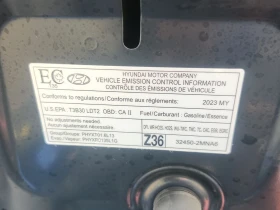 EC
HYUNDAI MOTOR COMPANY
VEHICLE EMISSION CONTROL INFORMATION
CONTRÔLE DES ÉMISSIONS DE VÉHICULE
Conforms to regulations/Conforme aux règlements: 2023 MY
U.S.EPA : T3B30 LDT2 OBD: CA II Fuel/Carburant : Gasoline/Essence
No adjustments needed.
Aucun réglage nécessaire.
Z36
32450-2MNA6